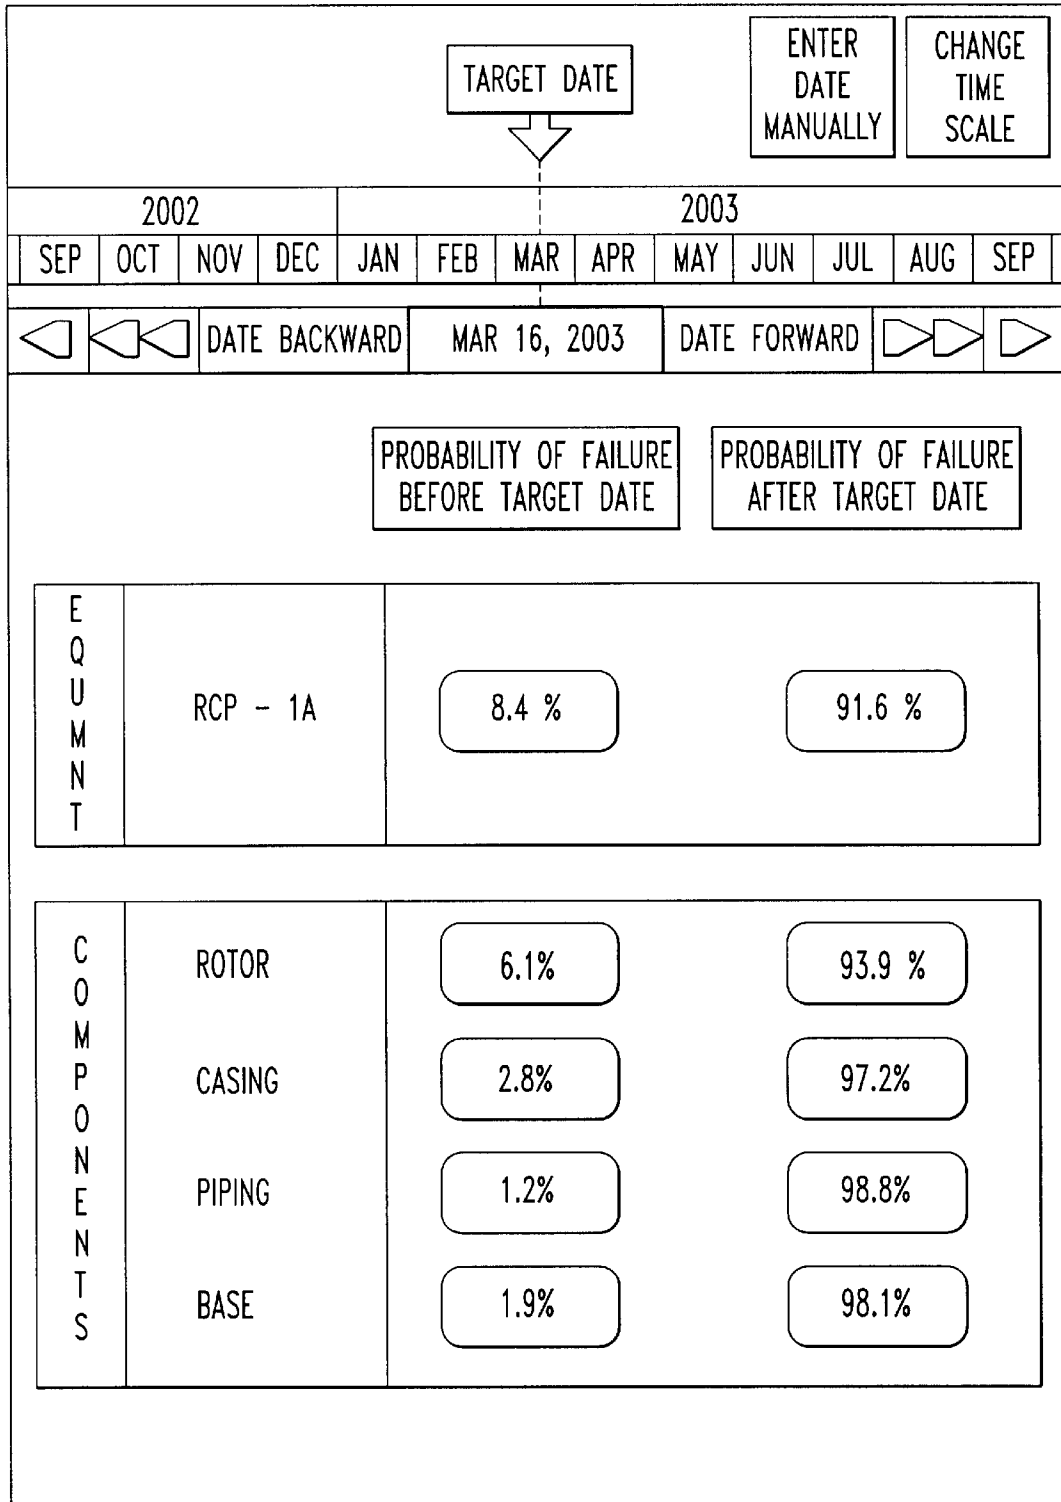 TARGET DATE
ENTER
DATE
MANUALLY
CHANGE
TIME
SCALE
2002 2003
SEP OCT NOV DEC JAN FEB MAR APR MAY JUN JUL AUG SEP
DATE BACKWARD MAR 16, 2003 DATE FORWARD
PROBABILITY OF FAILURE
BEFORE TARGET DATE
PROBABILITY OF FAILURE
AFTER TARGET DATE
EQUMNT
RCP - 1A 8.4 % 91.6 %
COMPONENTS
ROTOR 6.1% 93.9 %
CASING 2.8% 97.2%
PIPING 1.2% 98.8%
BASE 1.9% 98.1%